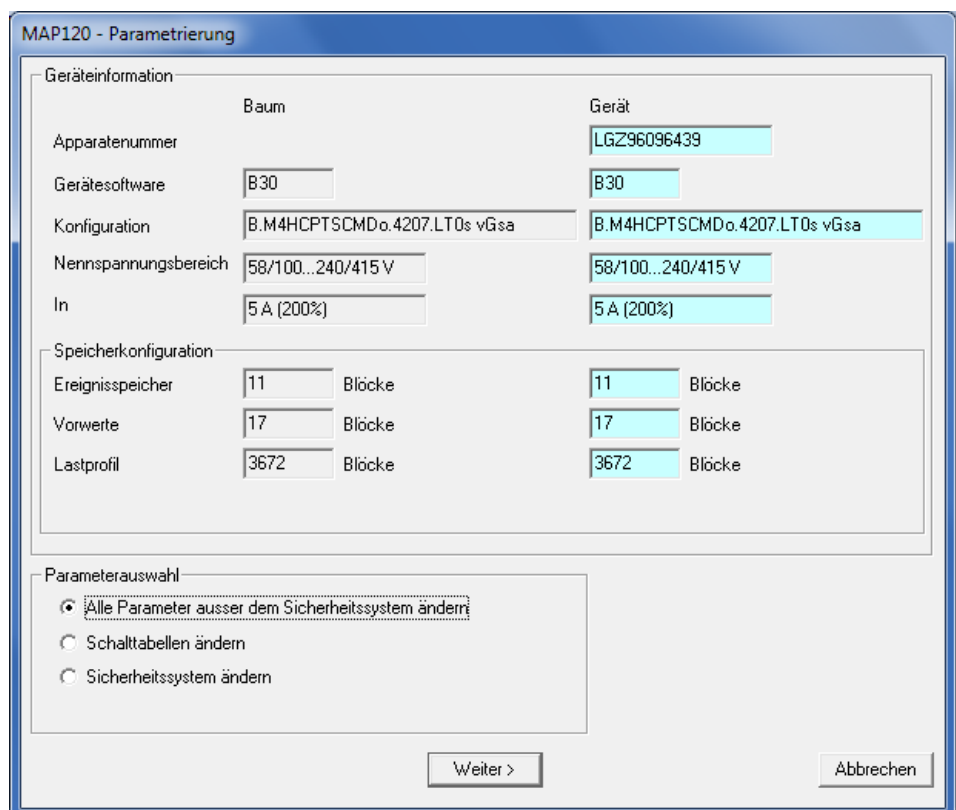 MAP120 - Parametrierung
Geräteinformation
Baum Gerät
Apparatenummer LGZ96096439
Gerätesoftware B30 B30
Konfiguration B.M4HCPTSCMDo.4207.LT0s vGsa B.M4HCPTSCMDo.4207.LT0s vGsa
Nennspannungsbereich 58/100...240/415 V 58/100...240/415 V
In 5 A (200%) 5 A (200%)
Speicherkonfiguration
Ereignisspeicher 11 Blöcke 11 Blöcke
Vorwerte 17 Blöcke 17 Blöcke
Lastprofil 3672 Blöcke 3672 Blöcke
Parameterauswahl
Alle Parameter ausser dem Sicherheitssystem ändern
Schalttabellen ändern
Sicherheitssystem ändern
Weiter > Abbrechen